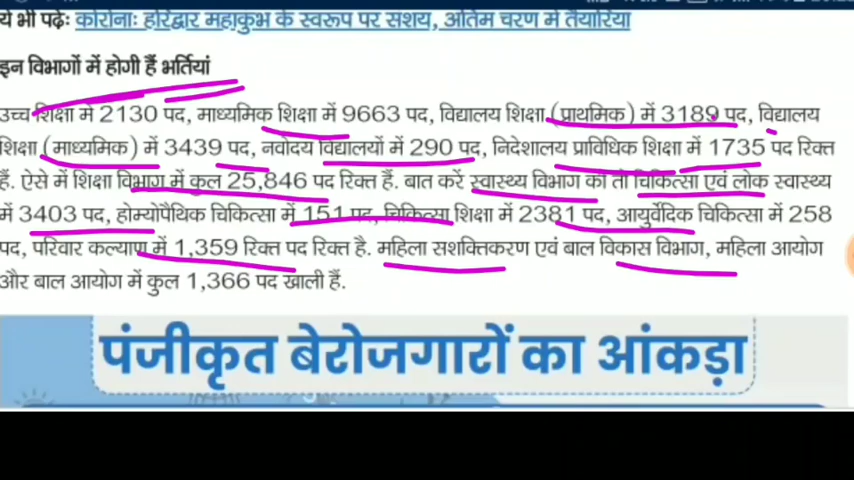 ये भी पढ़ेः कोरोनाः हरिद्वार महाकुंभ के स्वरूप पर संशय, अंतिम चरण में तैयारियां
इन विभागों में होगी हैं भर्तियां
उच्च शिक्षा में 2130 पद, माध्यमिक शिक्षा में 9663 पद, विद्यालय शिक्षा (प्राथमिक) में 3189 पद, विद्यालय
शिक्षा (माध्यमिक) में 3439 पद, नवोदय विद्यालयों में 290 पद, निदेशालय प्राविधिक शिक्षा में 1735 पद रिक्त
हैं. ऐसे में शिक्षा विभाग में कुल 25,846 पद रिक्त हैं. बात करें स्वास्थ्य विभाग की तो चिकित्सा एवं लोक स्वास्थ्य
में 3403 पद, होम्योपैथिक चिकित्सा में 151 पद, चिकित्सा शिक्षा में 2381 पद, आयुर्वेदिक चिकित्सा में 258
पद, परिवार कल्याण में 1,359 रिक्त पद रिक्त है. महिला सशक्तिकरण एवं बाल विकास विभाग, महिला आयोग
और बाल आयोग में कुल 1,366 पद खाली हैं.
पंजीकृत बेरोजगारों का आंकड़ा